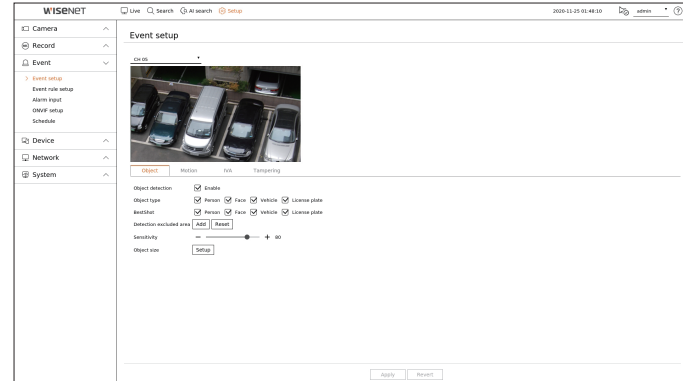 WISENET
Live Search AI search Setup 2020-11-25 01:48:10 admin ?
Camera
Record
Event
Event setup
Event rule setup
Alarm input
ONVIF setup
Schedule
Device
Network
System
Event setup
CH 05
Object Motion IVA Tampering
Object detection Enable
Object type Person Face Vehicle License plate
BestShot Person Face Vehicle License plate
Detection excluded area Add Reset
Sensitivity − + 80
Object size Setup
Apply Revert